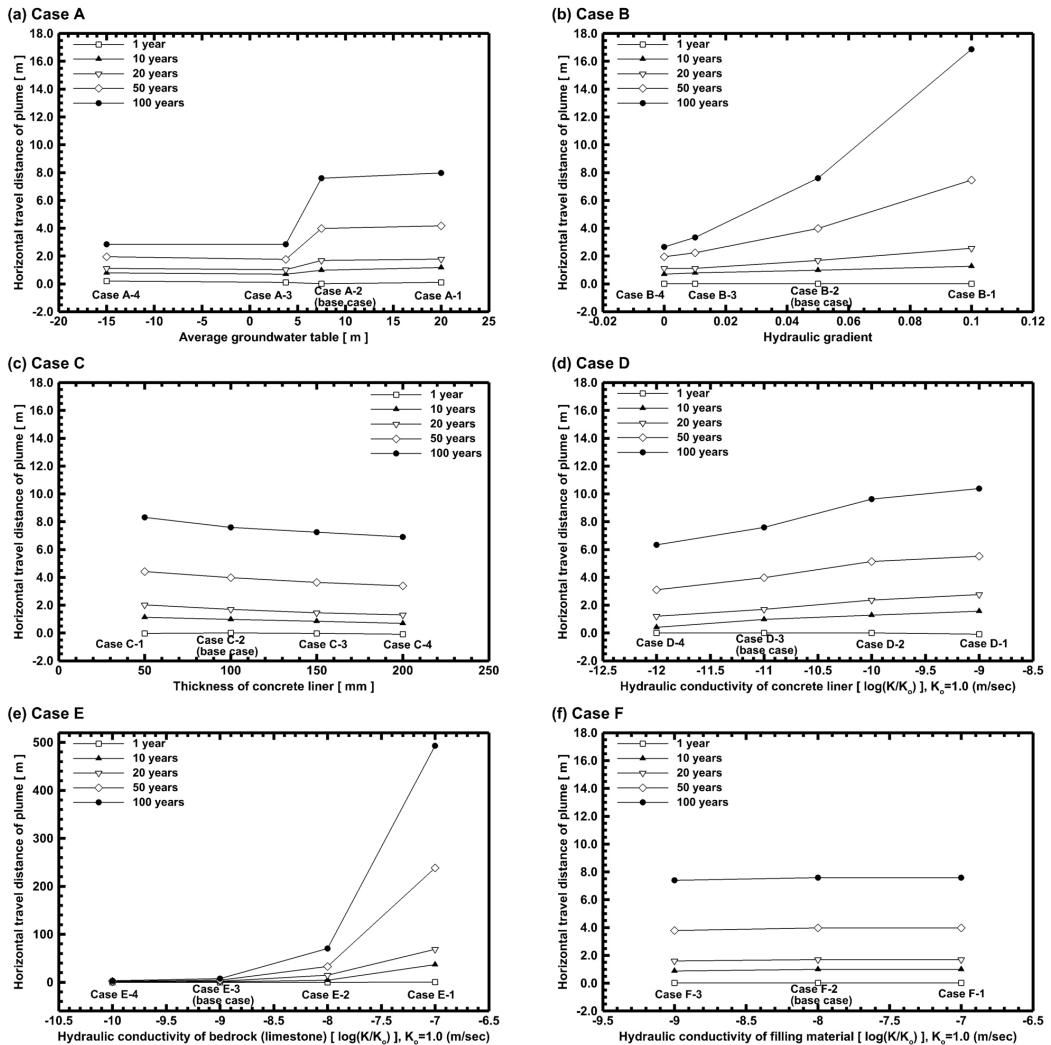 (a) Case A
18.0
16.0
14.0
12.0
10.0
8.0
6.0
4.0
2.0
0.0
-2.0
Horizontal travel distance of plume [ m ]
1 year
10 years
20 years
50 years
100 years
Case A-4
Case A-3
Case A-2
(base case)
Case A-1
-15 -10 -5 0 5 10 15 20 25
-20
Average groundwater table [ m ]
(b) Case B
18.0
16.0
14.0
12.0
10.0
8.0
6.0
4.0
2.0
0.0
-2.0
Horizontal travel distance of plume [ m ]
1 year
10 years
20 years
50 years
100 years
Case B-4
Case B-3
Case B-2
(base case)
Case B-1
-0.02 0 0.02 0.04 0.06 0.08 0.1 0.12
Hydraulic gradient
(c) Case C
18.0
16.0
14.0
12.0
10.0
8.0
6.0
4.0
2.0
0.0
-2.0
Horizontal travel distance of plume [ m ]
1 year
10 years
20 years
50 years
100 years
Case C-1
Case C-2
(base case)
Case C-3
Case C-4
0 50 100 150 200 250
Thickness of concrete liner [ mm ]
(d) Case D
18.0
16.0
14.0
12.0
10.0
8.0
6.0
4.0
2.0
0.0
-2.0
Horizontal travel distance of plume [ m ]
1 year
10 years
20 years
50 years
100 years
Case D-4
Case D-3
(base case)
Case D-2
Case D-1
-12.5 -12 -11.5 -11 -10.5 -10 -9.5 -9 -8.5
Hydraulic conductivity of concrete liner [ log(K/Ko) ], Ko=1.0 (m/sec)
(e) Case E
500
400
300
200
100
0
Horizontal travel distance of plume [ m ]
1 year
10 years
20 years
50 years
100 years
Case E-4
Case E-3
(base case)
Case E-2
Case E-1
-10.5 -10 -9.5 -9 -8.5 -8 -7.5 -7 -6.5
Hydraulic conductivity of bedrock (limestone) [ log(K/Ko) ], Ko=1.0 (m/sec)
(f) Case F
18.0
16.0
14.0
12.0
10.0
8.0
6.0
4.0
2.0
0.0
-2.0
Horizontal travel distance of plume [ m ]
1 year
10 years
20 years
50 years
100 years
Case F-3
Case F-2
(base case)
Case F-1
-9.5 -9 -8.5 -8 -7.5 -7 -6.5
Hydraulic conductivity of filling material [ log(K/Ko) ], Ko=1.0 (m/sec)